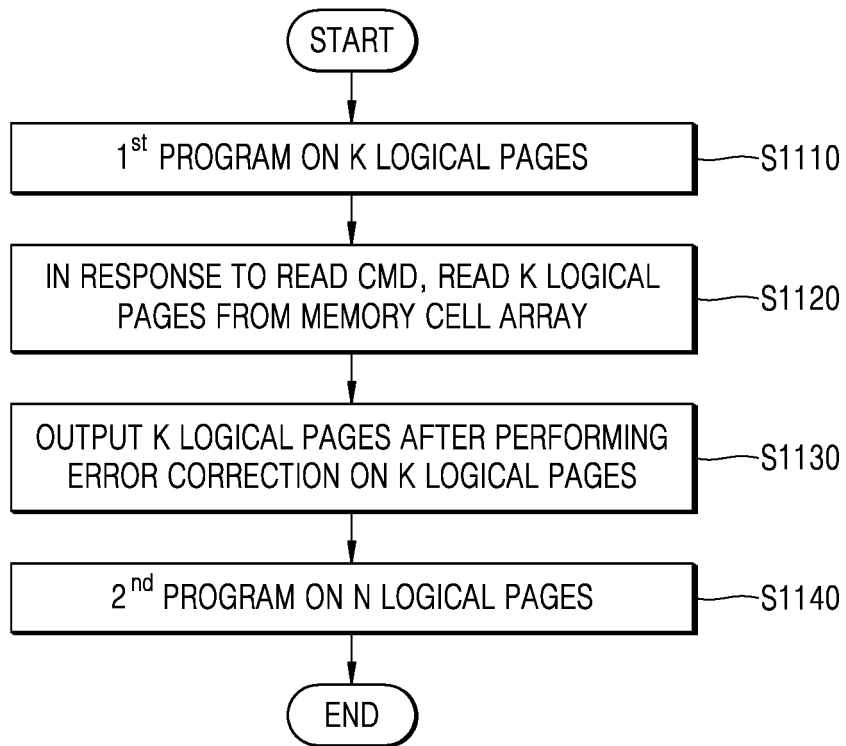 START
1st PROGRAM ON K LOGICAL PAGES
S1110
IN RESPONSE TO READ CMD, READ K LOGICAL
PAGES FROM MEMORY CELL ARRAY
S1120
OUTPUT K LOGICAL PAGES AFTER PERFORMING
ERROR CORRECTION ON K LOGICAL PAGES
S1130
2nd PROGRAM ON N LOGICAL PAGES
S1140
END